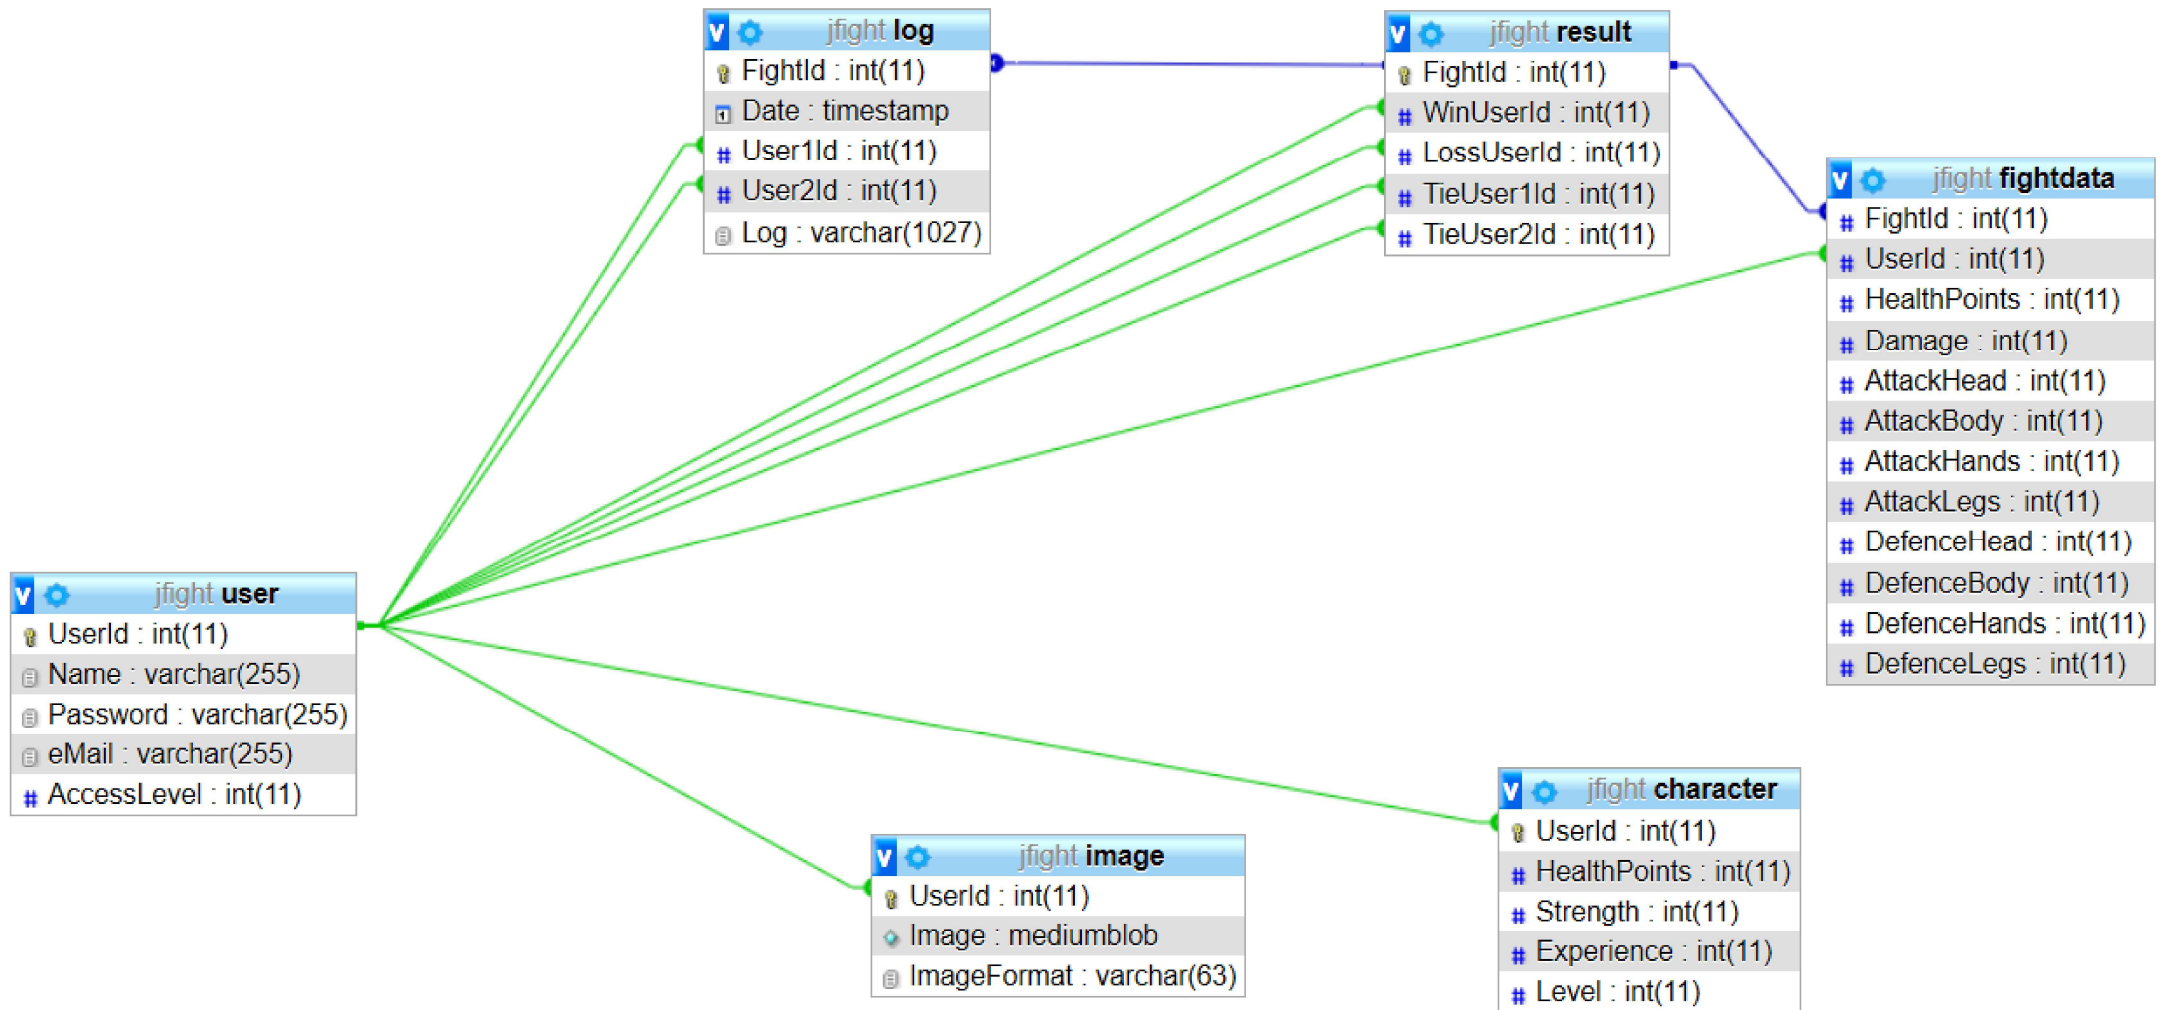 jfight log
FightId : int(11)
Date : timestamp
User1Id : int(11)
User2Id : int(11)
Log : varchar(1027)
jfight result
FightId : int(11)
WinUserId : int(11)
LossUserId : int(11)
TieUser1Id : int(11)
TieUser2Id : int(11)
jfight fightdata
FightId : int(11)
UserId : int(11)
HealthPoints : int(11)
Damage : int(11)
AttackHead : int(11)
AttackBody : int(11)
AttackHands : int(11)
AttackLegs : int(11)
DefenceHead : int(11)
DefenceBody : int(11)
DefenceHands : int(11)
DefenceLegs : int(11)
jfight user
UserId : int(11)
Name : varchar(255)
Password : varchar(255)
eMail : varchar(255)
AccessLevel : int(11)
jfight image
UserId : int(11)
Image : mediumblob
ImageFormat : varchar(63)
jfight character
UserId : int(11)
HealthPoints : int(11)
Strength : int(11)
Experience : int(11)
Level : int(11)